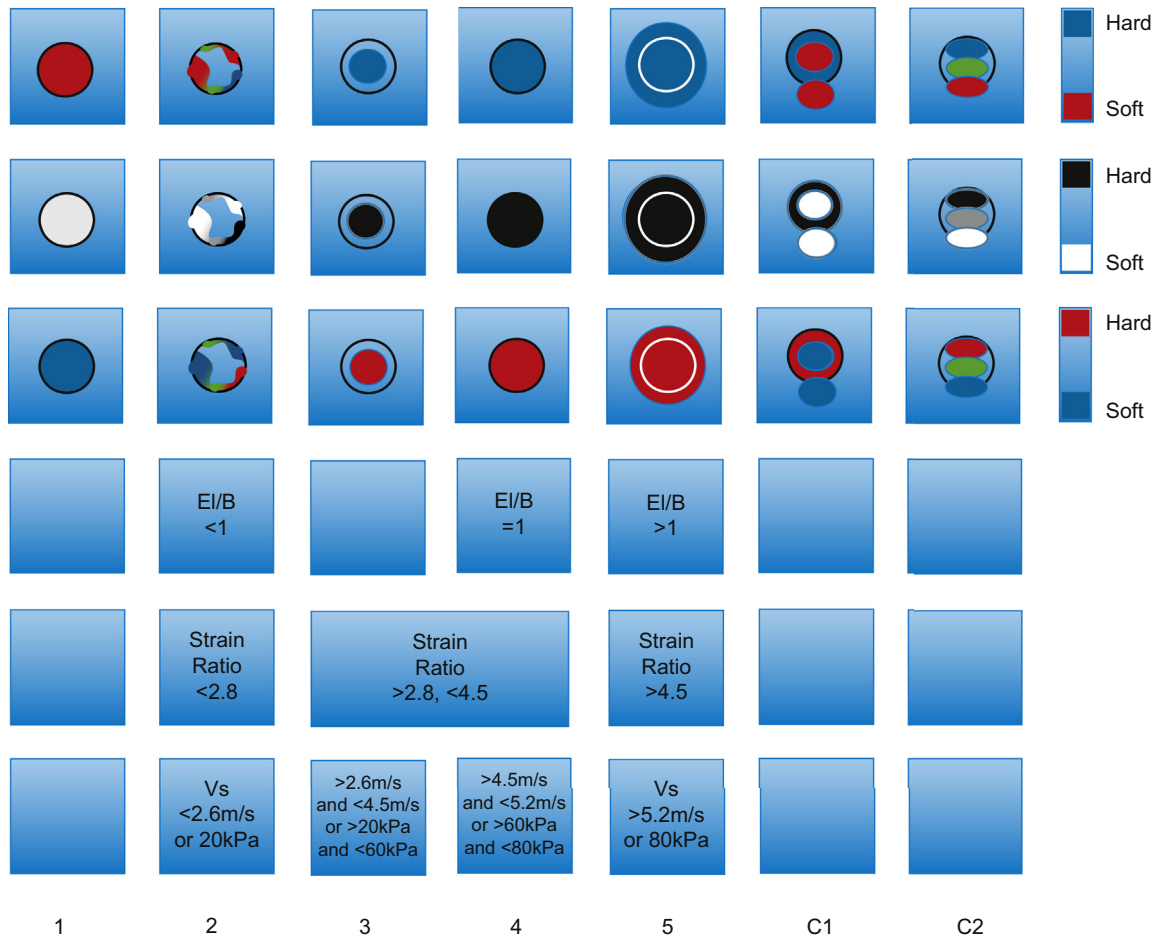 Hard
Soft
Hard
Soft
Hard
Soft
El/B
<1
El/B
=1
El/B
>1
Strain
Ratio
<2.8
Strain
Ratio
>2.8, <4.5
Strain
Ratio
>4.5
Vs
<2.6m/s
or 20kPa
>2.6m/s
and <4.5m/s
or >20kPa
and <60kPa
>4.5m/s
and <5.2m/s
or >60kPa
and <80kPa
Vs
>5.2m/s
or 80kPa
1 2 3 4 5 C1 C2